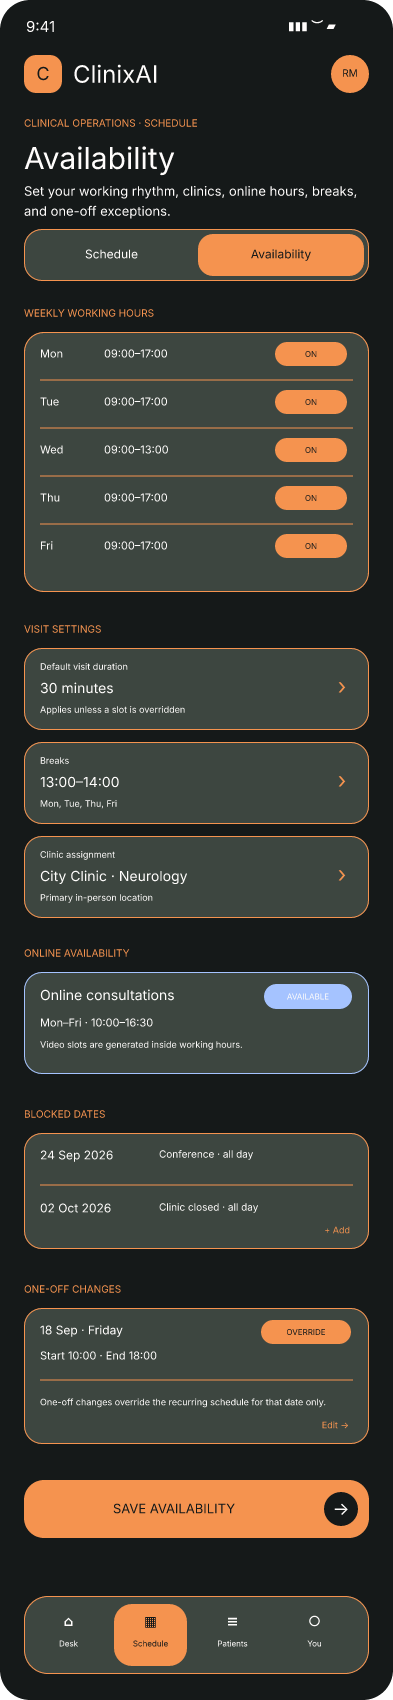 9:41
C ClinixAI RM
CLINICAL OPERATIONS · SCHEDULE
Availability
Set your working rhythm, clinics, online hours, breaks,
and one-off exceptions.
Schedule Availability
WEEKLY WORKING HOURS
Mon 09:00–17:00 ON
Tue 09:00–17:00 ON
Wed 09:00–13:00 ON
Thu 09:00–17:00 ON
Fri 09:00–17:00 ON
VISIT SETTINGS
Default visit duration
30 minutes
Applies unless a slot is overridden
Breaks
13:00–14:00
Mon, Tue, Thu, Fri
Clinic assignment
City Clinic · Neurology
Primary in-person location
ONLINE AVAILABILITY
Online consultations AVAILABLE
Mon–Fri · 10:00–16:30
Video slots are generated inside working hours.
BLOCKED DATES
24 Sep 2026 Conference · all day
02 Oct 2026 Clinic closed · all day
+ Add
ONE-OFF CHANGES
18 Sep · Friday OVERRIDE
Start 10:00 · End 18:00
One-off changes override the recurring schedule for that date only.
Edit →
SAVE AVAILABILITY →
Desk Schedule Patients You